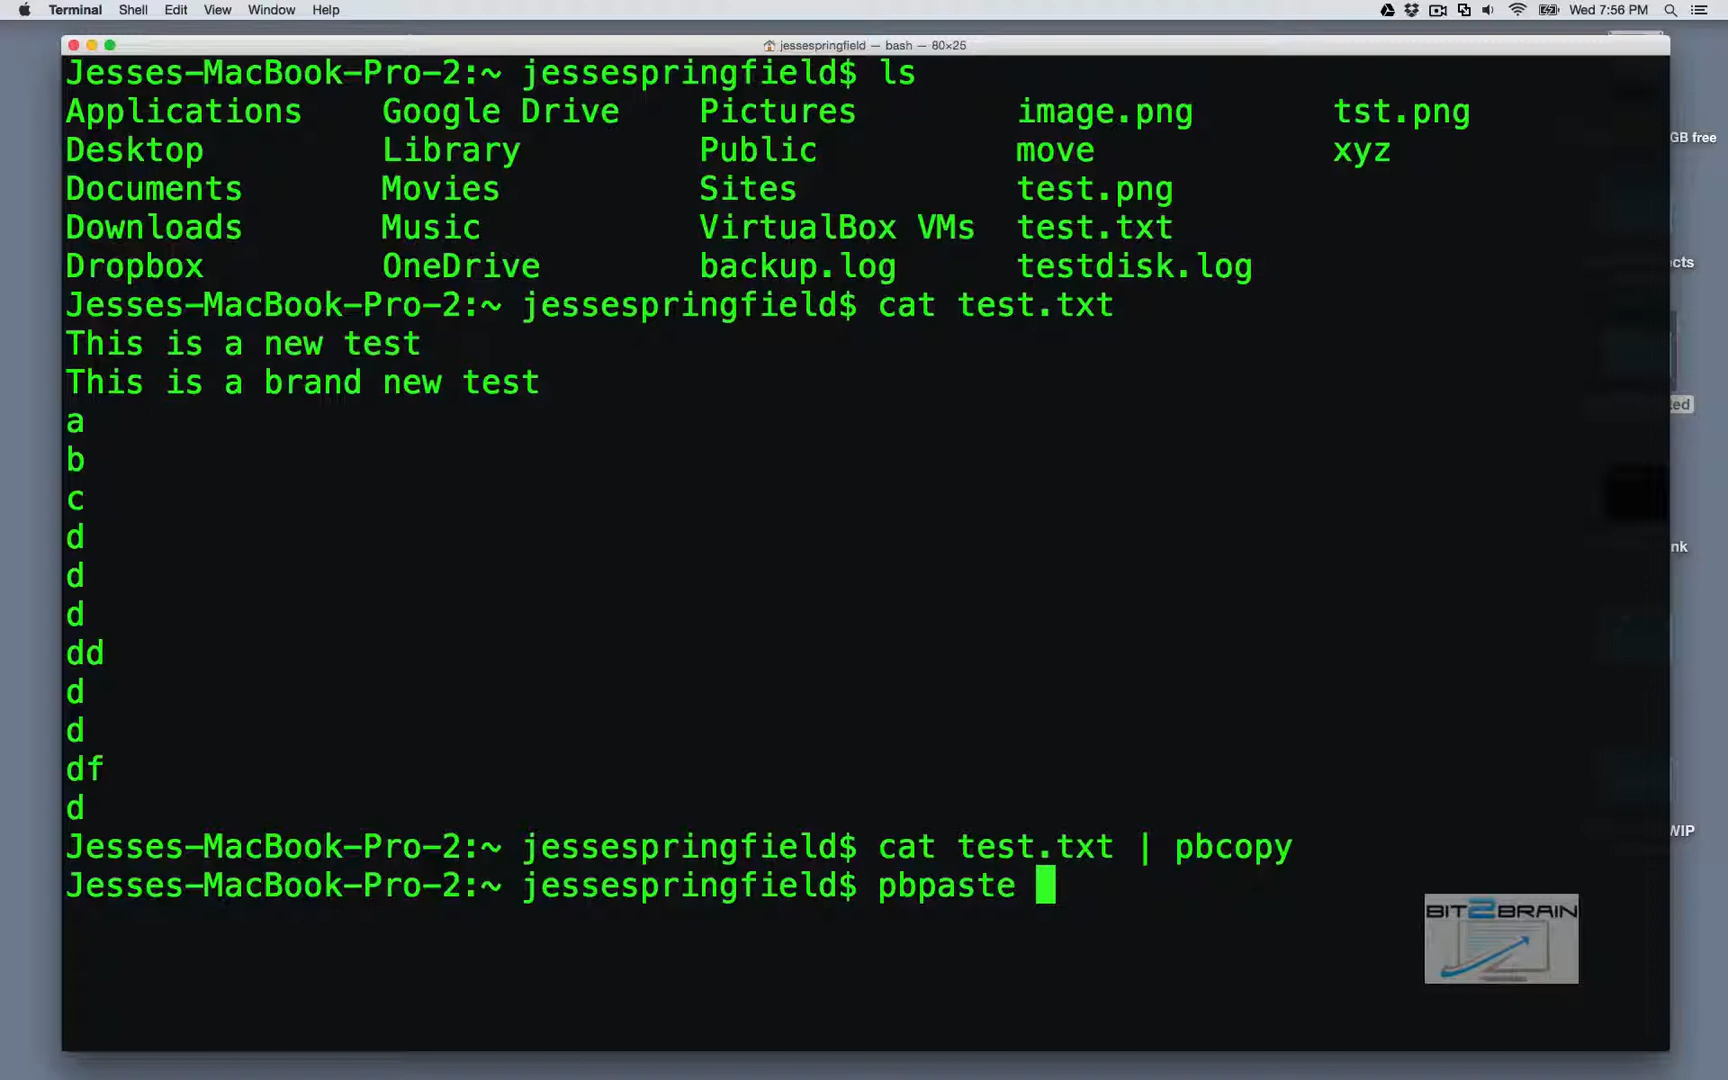 Terminal Shell Edit View Window Help Wed 7:56 PM
jessespringfield — bash — 80×25
Jesses-MacBook-Pro-2:~ jessespringfield$ ls
Applications Google Drive Pictures image.png tst.png
Desktop Library Public move xyz
Documents Movies Sites test.png
Downloads Music VirtualBox VMs test.txt
Dropbox OneDrive backup.log testdisk.log
Jesses-MacBook-Pro-2:~ jessespringfield$ cat test.txt
This is a new test
This is a brand new test
a
b
c
d
d
d
dd
d
d
df
d
Jesses-MacBook-Pro-2:~ jessespringfield$ cat test.txt | pbcopy
Jesses-MacBook-Pro-2:~ jessespringfield$ pbpaste
GB free
cts
ked
nk
WIP
BIT2BRAIN